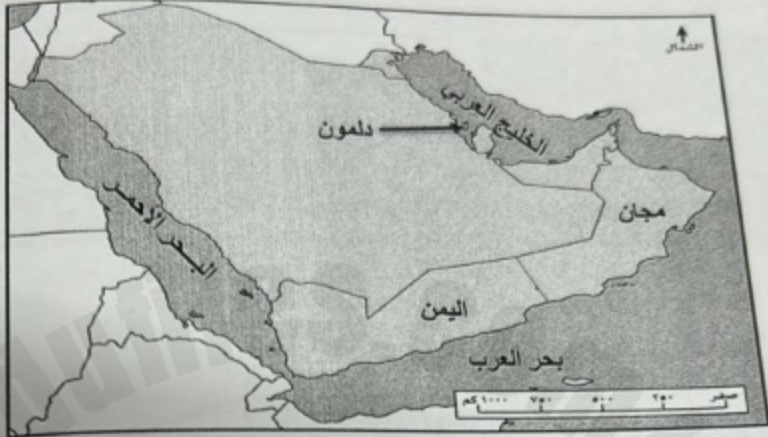 الشمال
الخليج العربي
دلمون
مجان
البحر الأحمر
اليمن
بحر العرب
صفر ٢٥٠ ٥٠٠ ٧٥٠ ١٠٠٠ كم